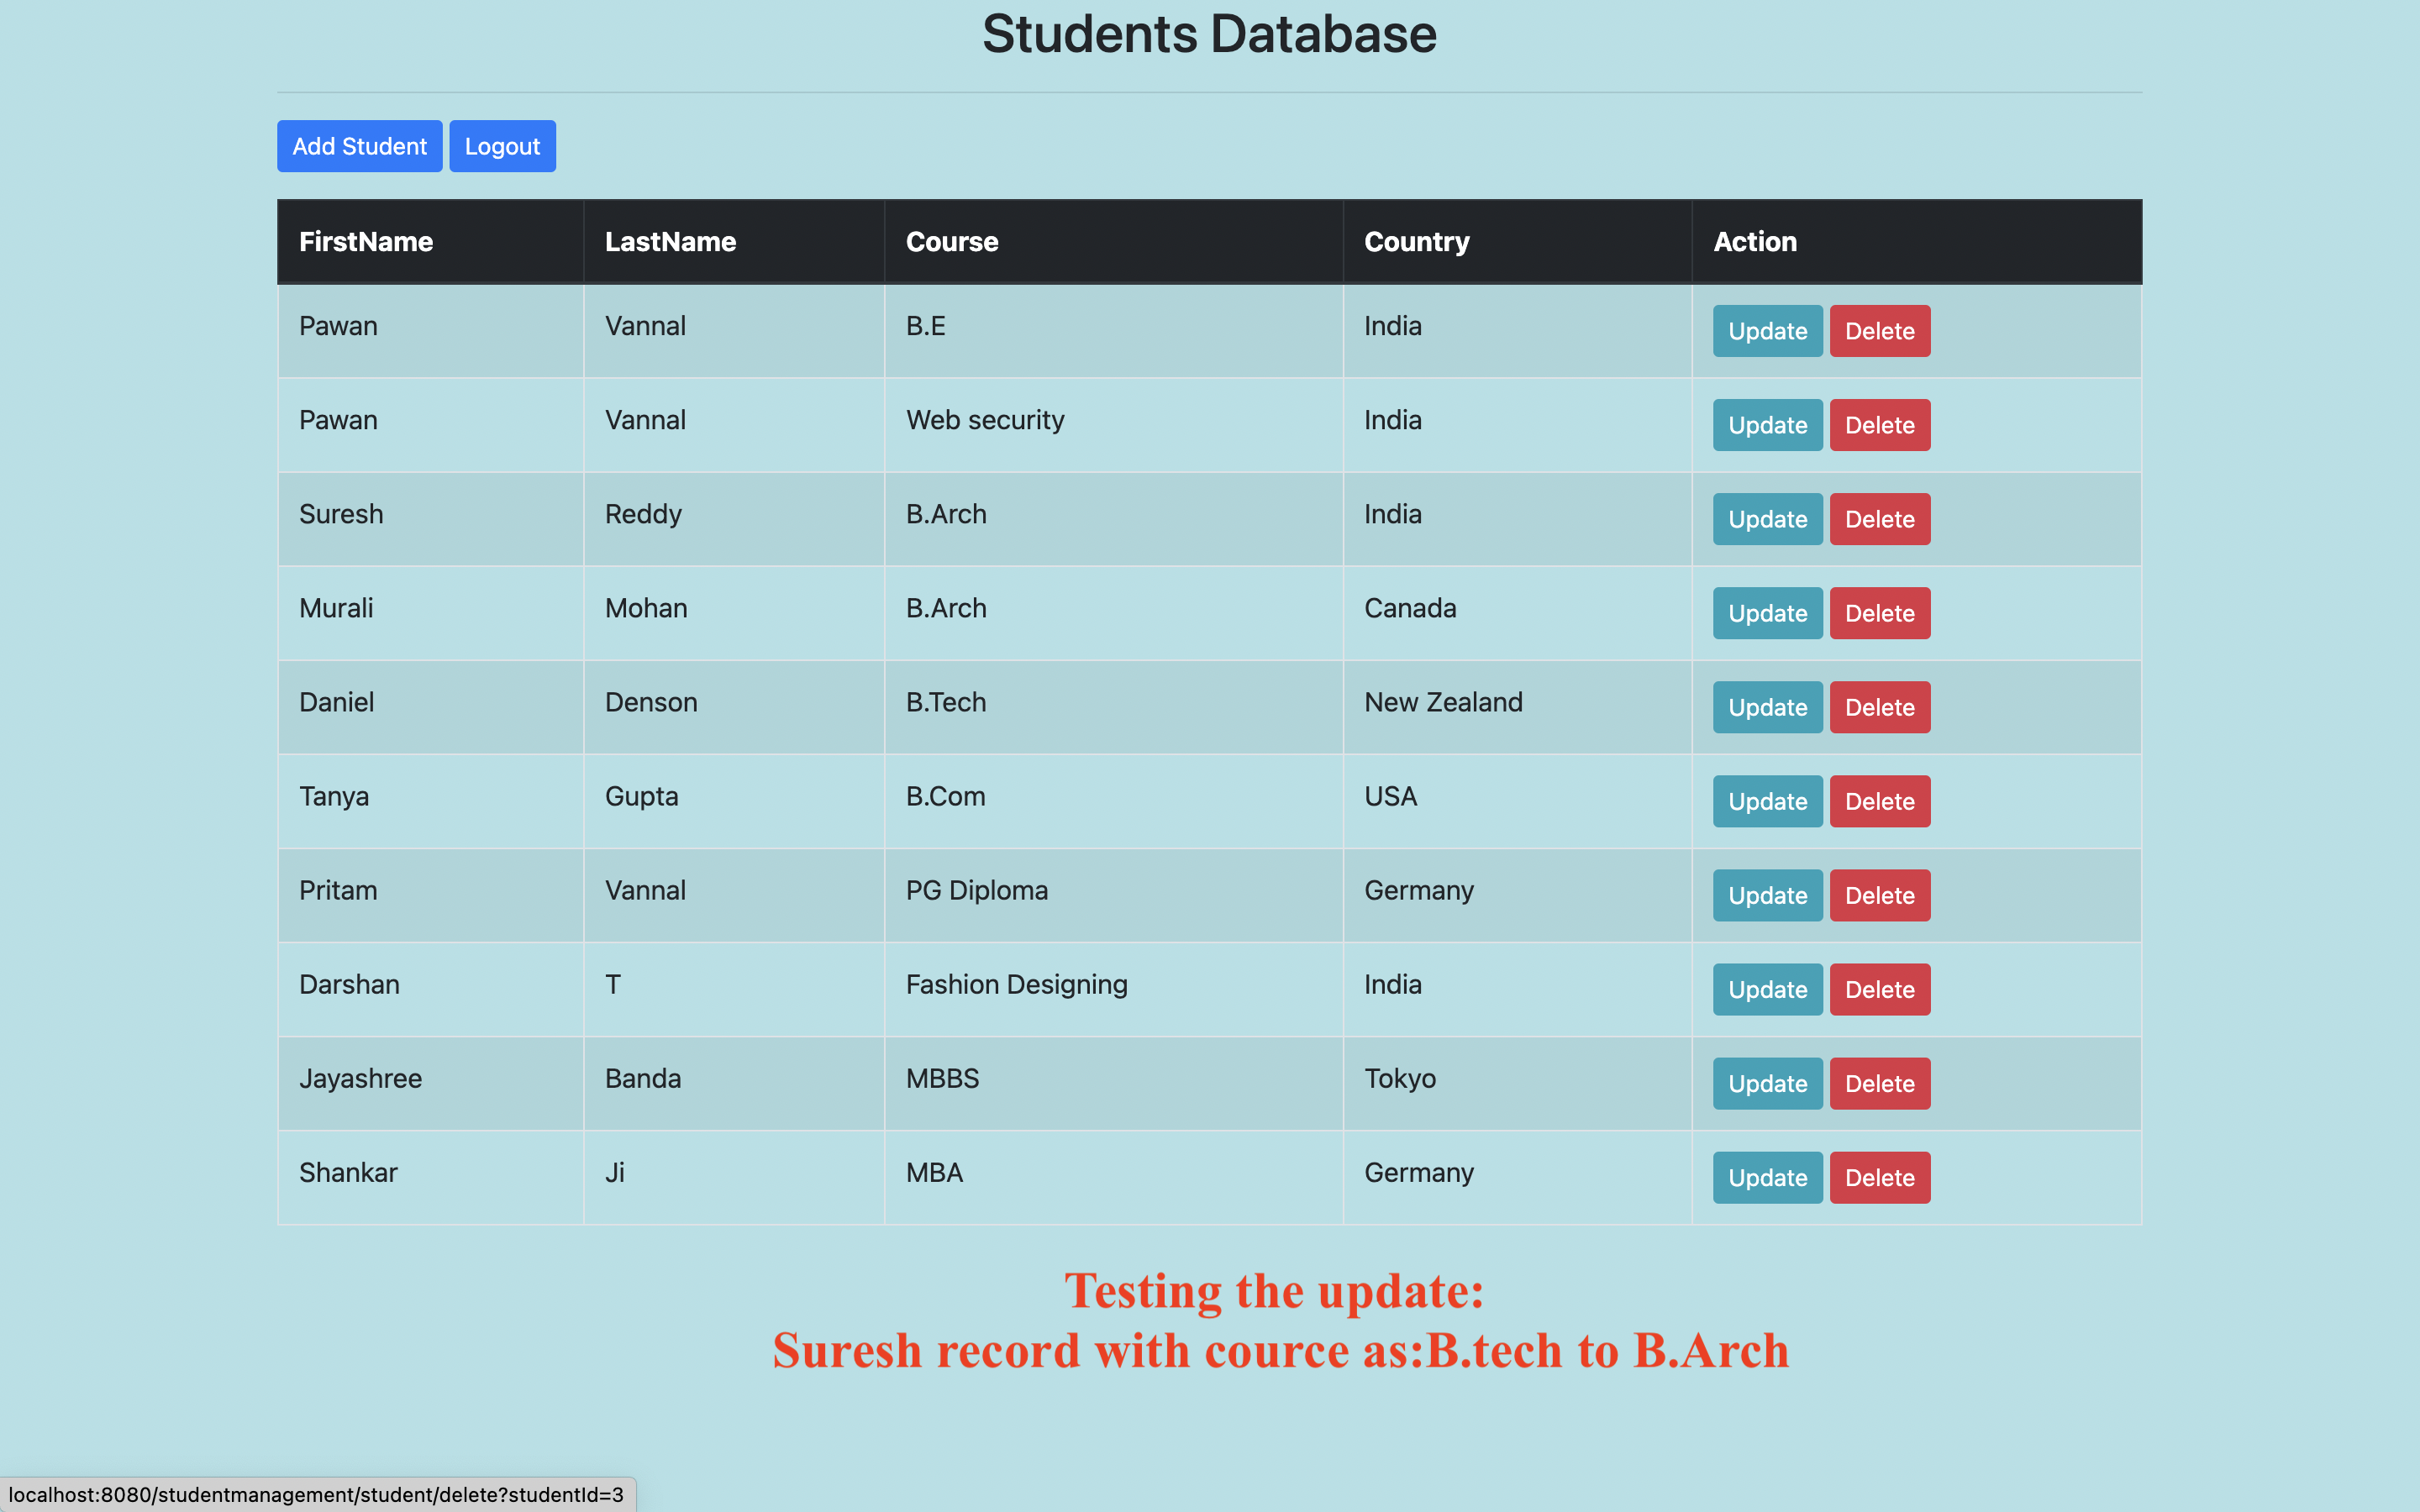 Students Database
Add Student Logout
FirstName LastName Course Country Action
Pawan Vannal B.E India Update Delete
Pawan Vannal Web security India Update Delete
Suresh Reddy B.Arch India Update Delete
Murali Mohan B.Arch Canada Update Delete
Daniel Denson B.Tech New Zealand Update Delete
Tanya Gupta B.Com USA Update Delete
Pritam Vannal PG Diploma Germany Update Delete
Darshan T Fashion Designing India Update Delete
Jayashree Banda MBBS Tokyo Update Delete
Shankar Ji MBA Germany Update Delete
Testing the update:
Suresh record with cource as:B.tech to B.Arch
localhost:8080/studentmanagement/student/delete?studentId=3